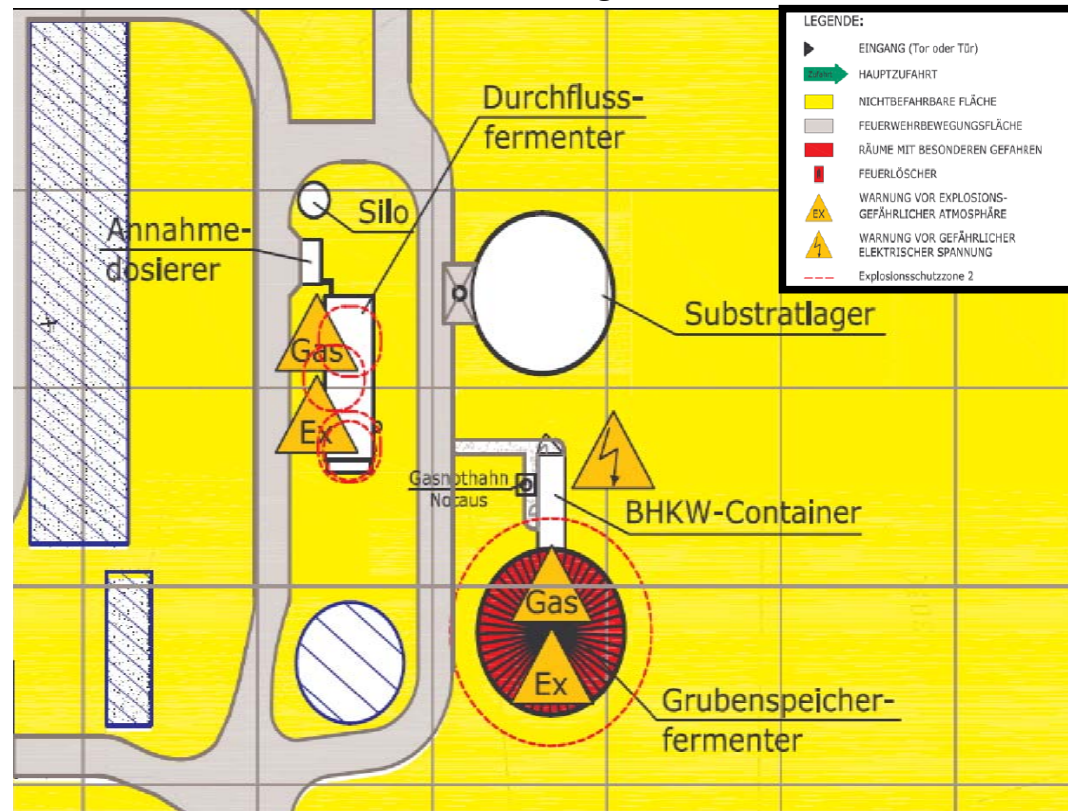 LEGENDE:
EINGANG (Tor oder Tür)
HAUPTZUFAHRT
NICHTBEFAHRBARE FLÄCHE
FEUERWEHRBEWEGUNGSFLÄCHE
RÄUME MIT BESONDEREN GEFAHREN
FEUERLÖSCHER
EX
WARNUNG VOR EXPLOSIONS-
GEFÄHRLICHER ATMOSPHÄRE
WARNUNG VOR GEFÄHRLICHER
ELEKTRISCHER SPANNUNG
Explosionsschutzzone 2
Durchfluss-
fermenter
Silo
Annahme-
dosierer
Substratlager
Gas
Ex
Gasnothahn
Notaus
BHKW-Container
Gas
Ex
Grubenspeicher-
fermenter